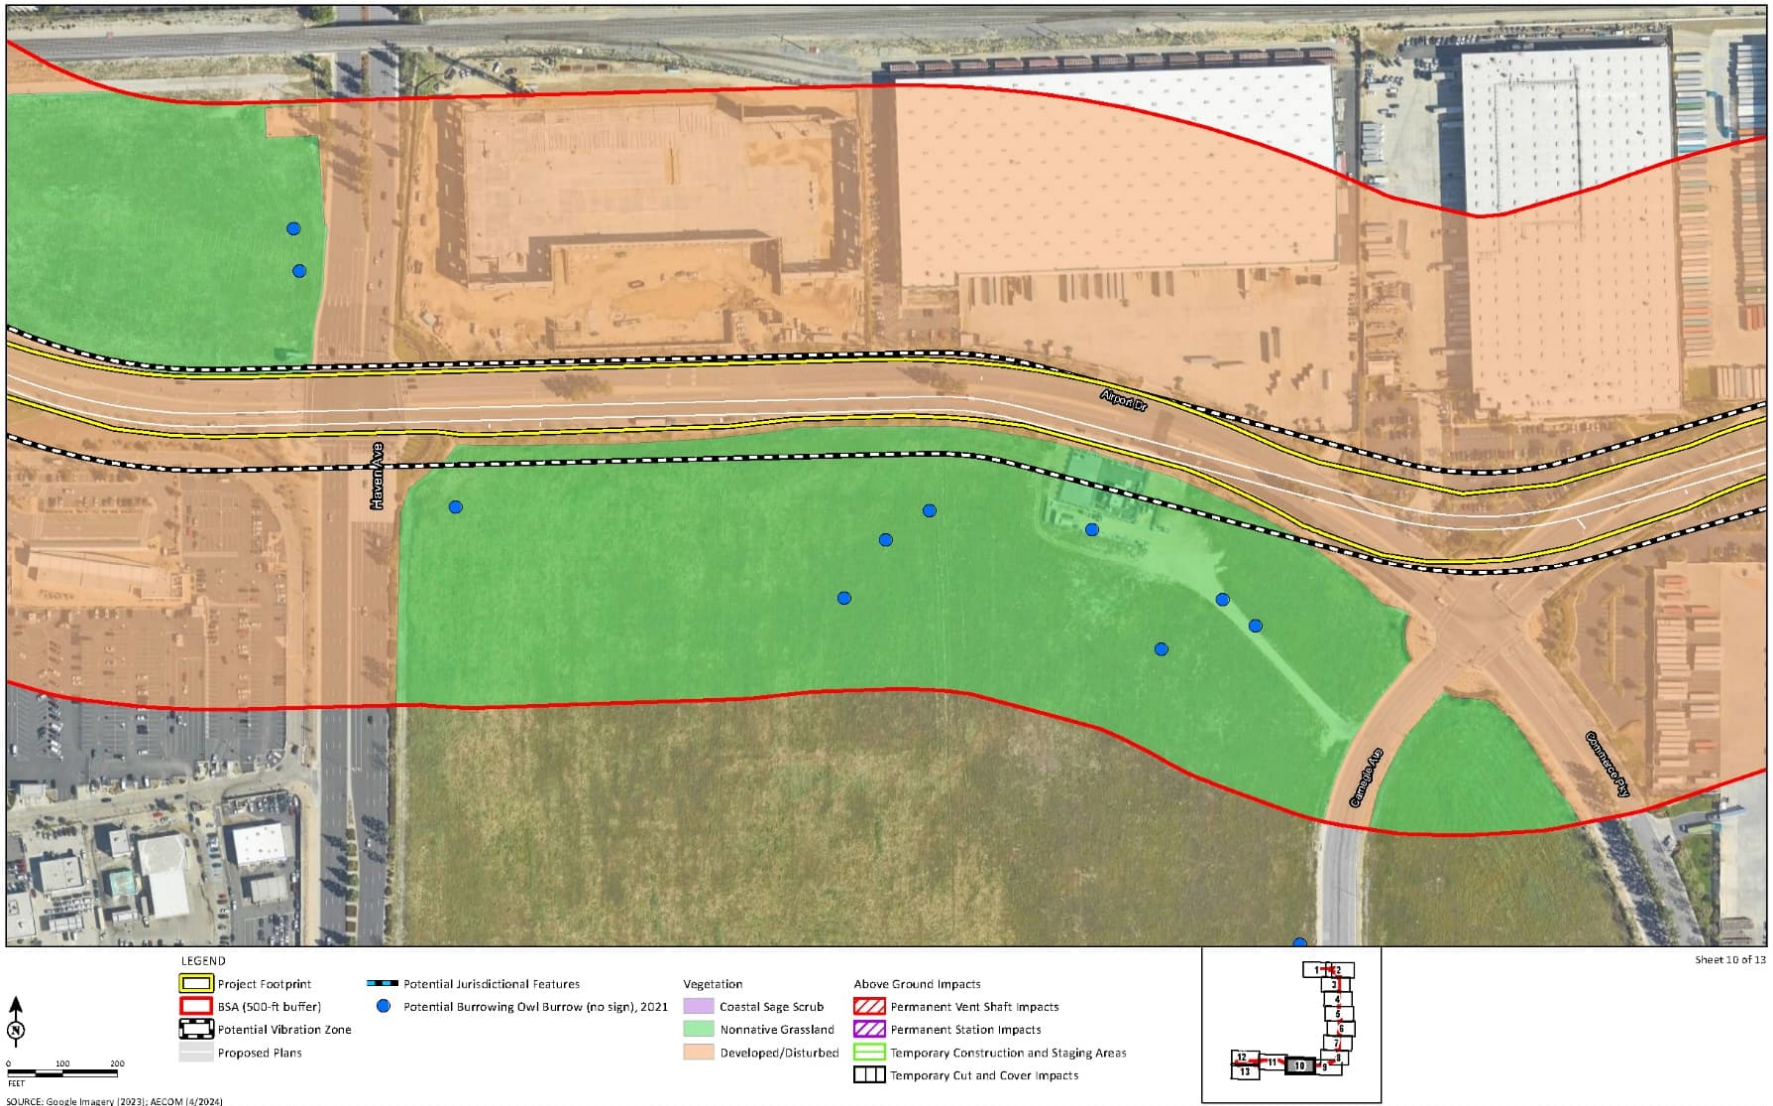 Airport Dr
Haven Ave
Carnegie Ave
Commerce Pky
Sheet 10 of 13
LEGEND
Project Footprint
BSA (500-ft buffer)
Potential Vibration Zone
Proposed Plans
Potential Jurisdictional Features
Potential Burrowing Owl Burrow (no sign), 2021
Vegetation
Coastal Sage Scrub
Nonnative Grassland
Developed/Disturbed
Above Ground Impacts
Permanent Vent Shaft Impacts
Permanent Station Impacts
Temporary Construction and Staging Areas
Temporary Cut and Cover Impacts
1 2
3
4
5
6
7
8
9
10
11
12
13
N
0 100 200
FEET
SOURCE: Google Imagery (2023); AECOM (4/2024)